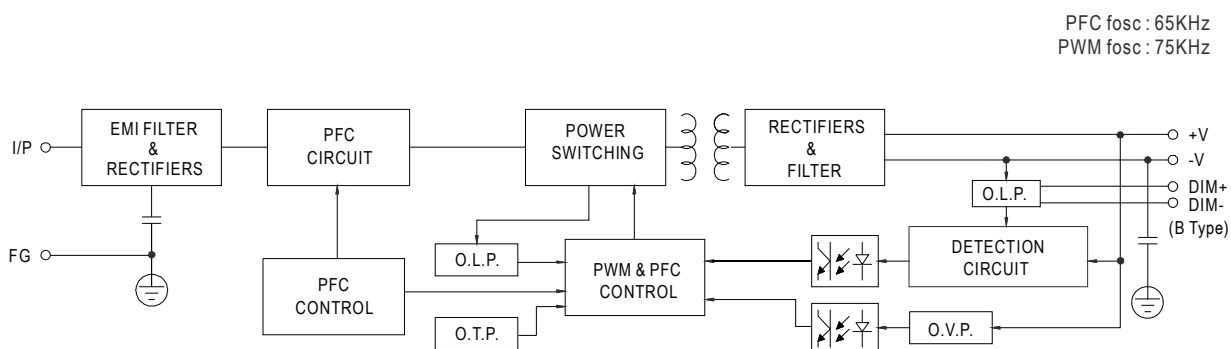 PFC fosc : 65KHz
PWM fosc : 75KHz
I/P
EMI FILTER
&
RECTIFIERS
PFC
CIRCUIT
POWER
SWITCHING
RECTIFIERS
&
FILTER
+V
-V
O.L.P.
DIM+
DIM-
(B Type)
FG
O.L.P.
PFC
CONTROL
PWM & PFC
CONTROL
DETECTION
CIRCUIT
O.T.P.
O.V.P.